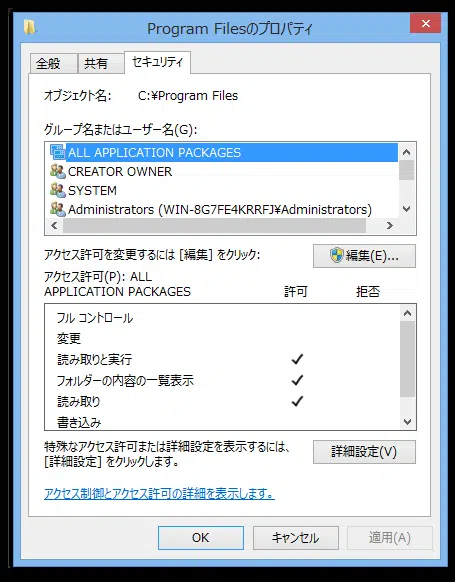 Program Filesのプロパティ
全般
共有
セキュリティ
オブジェクト名: C:¥Program Files
グループ名またはユーザー名(G):
ALL APPLICATION PACKAGES
CREATOR OWNER
SYSTEM
Administrators (WIN-8G7FE4KRRFJ¥Administrators)
アクセス許可を変更するには [編集] をクリック:
編集(E)...
アクセス許可(P): ALL
APPLICATION PACKAGES 許可 拒否
フル コントロール
変更
読み取りと実行
フォルダーの内容の一覧表示
読み取り
書き込み
特殊なアクセス許可または詳細設定を表示するには、
[詳細設定] をクリックします。
詳細設定(V)
アクセス制御とアクセス許可の詳細を表示します。
OK
キャンセル
適用(A)